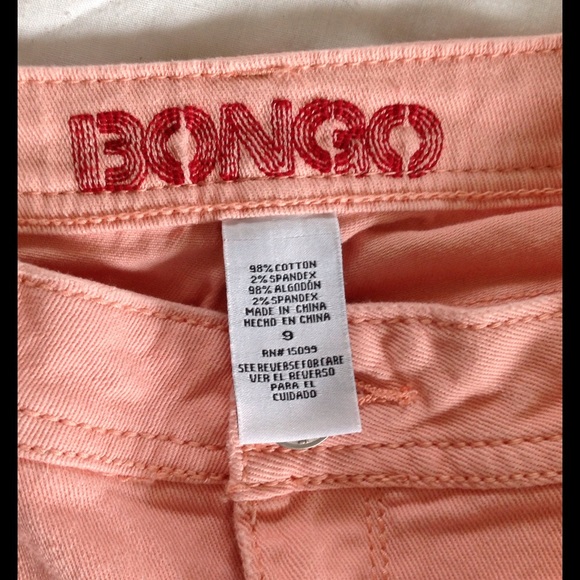 BONGO
98% COTTON
2% SPANDEX
98% ALGODÓN
2% SPANDEX
MADE IN CHINA
HECHO EN CHINA
9
RN# 15099
SEE REVERSE FOR CARE
VER EL REVERSO
PARA EL
CUIDADO